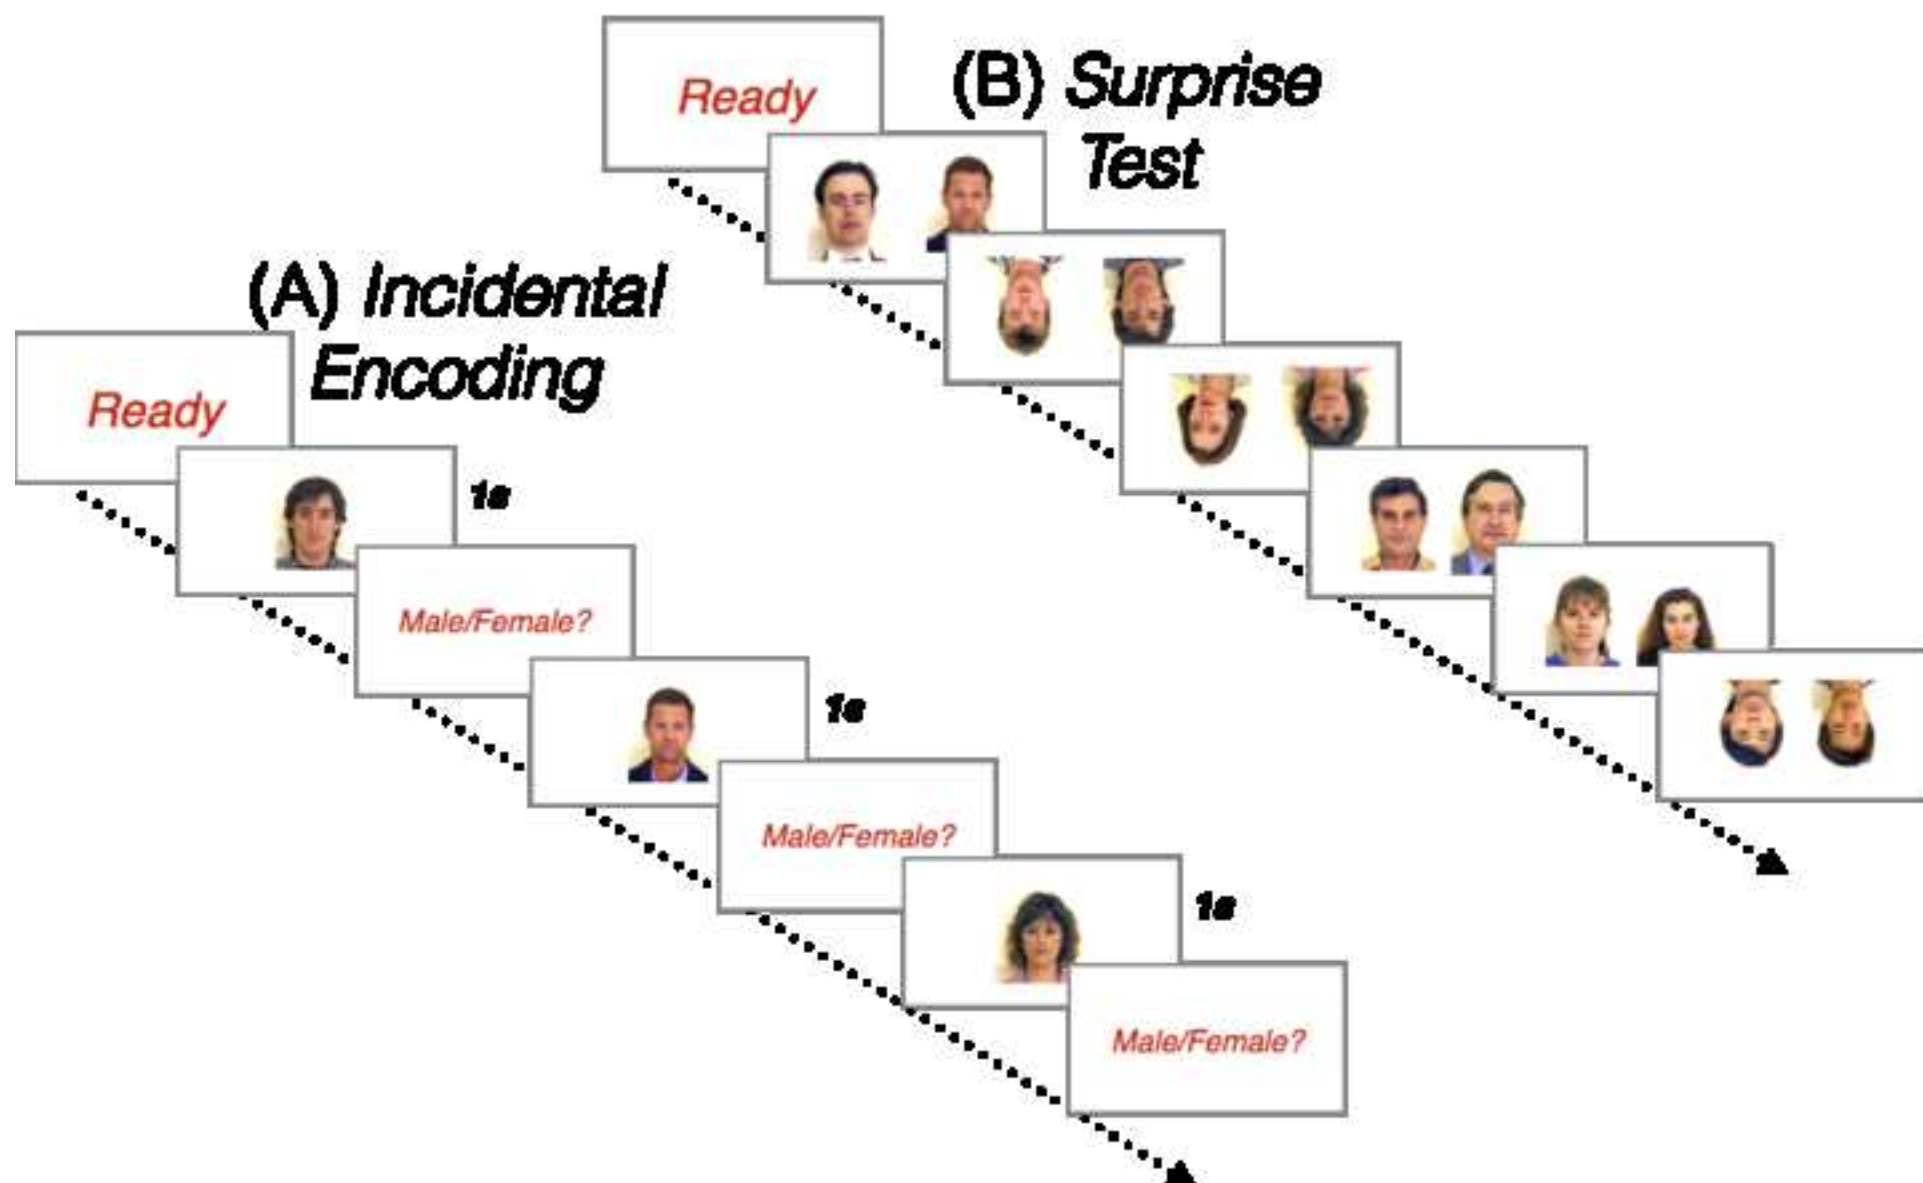 Ready
(B) Surprise
Test
(A) Incidental
Encoding
Ready
1s
Male/Female?
1s
Male/Female?
1s
Male/Female?